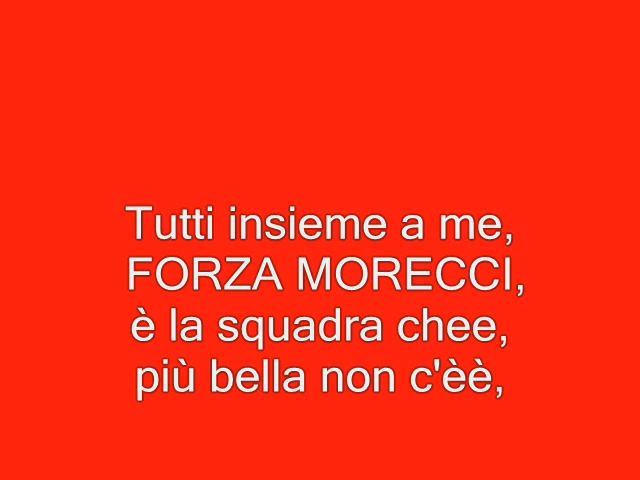 Tutti insieme a me,
FORZA MORECCI,
è la squadra chee,
più bella non c'èè,